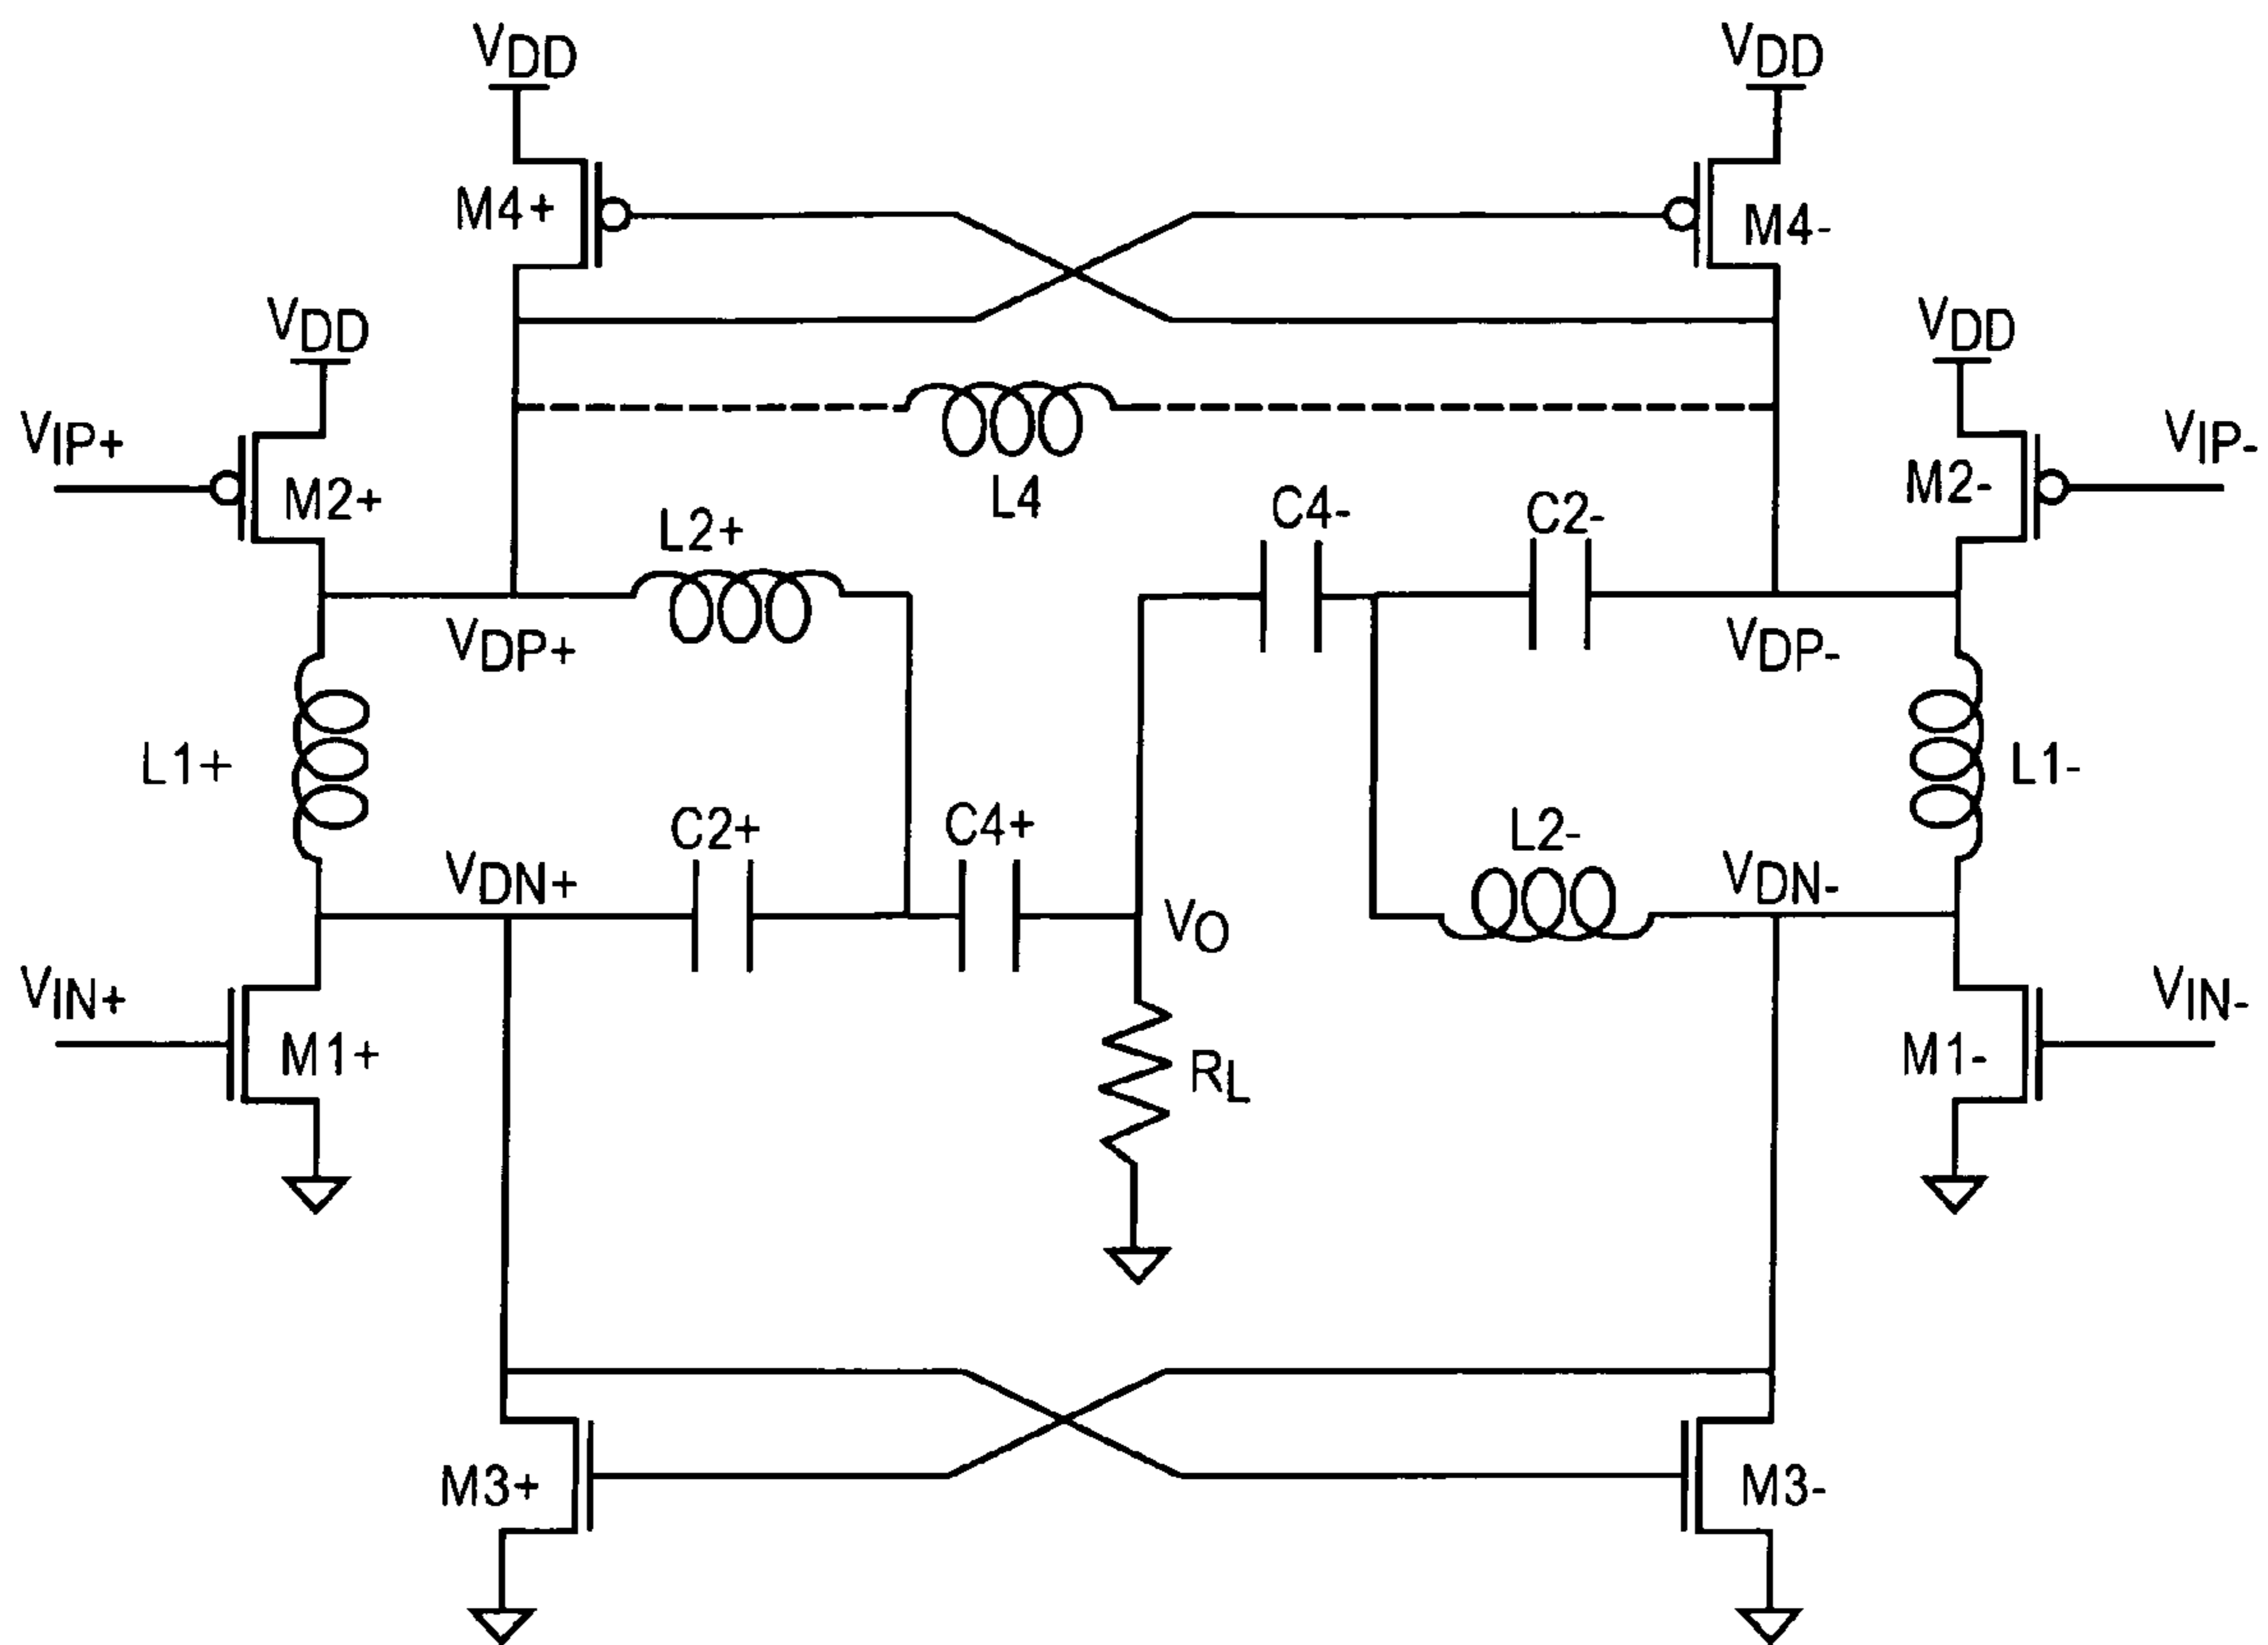 VDD VDD
M4+ M4-
VDD VDD
VIP+ M2+ L4 M2- VIP-
L2+ C4- C2-
VDP+ VDP-
L1+ L1-
C2+ C4+ L2-
VDN+ VO VDN-
VIN+ M1+ RL M1- VIN-
M3+ M3-